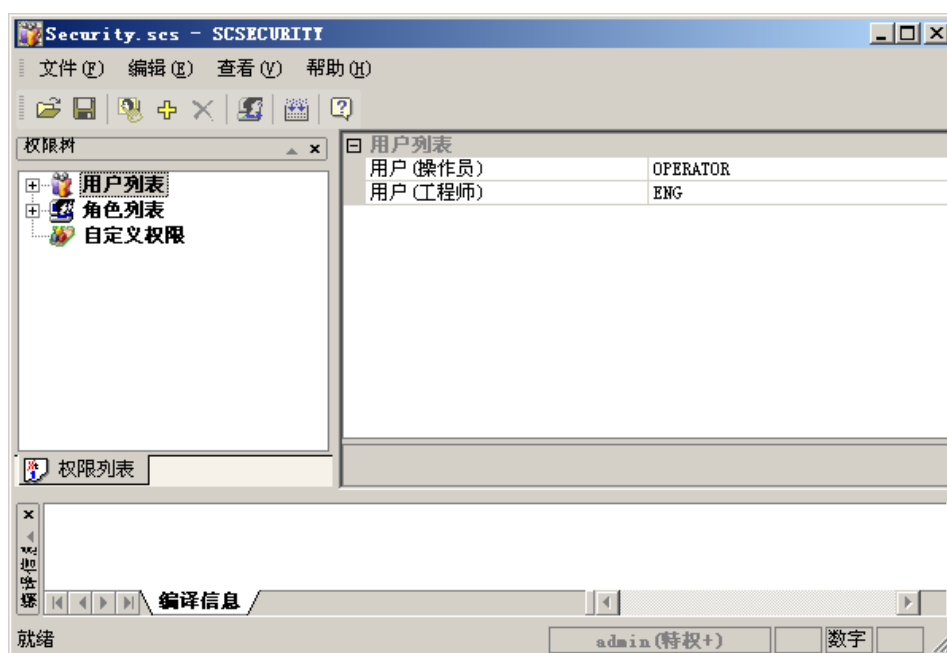 Security.scs - SCSECURITY
文件(F) 编辑(E) 查看(V) 帮助(H)
权限树
用户列表
角色列表
自定义权限
权限列表
用户列表
用户(操作员) OPERATOR
用户(工程师) ENG
编译信息
就绪 admin(特权+) 数字